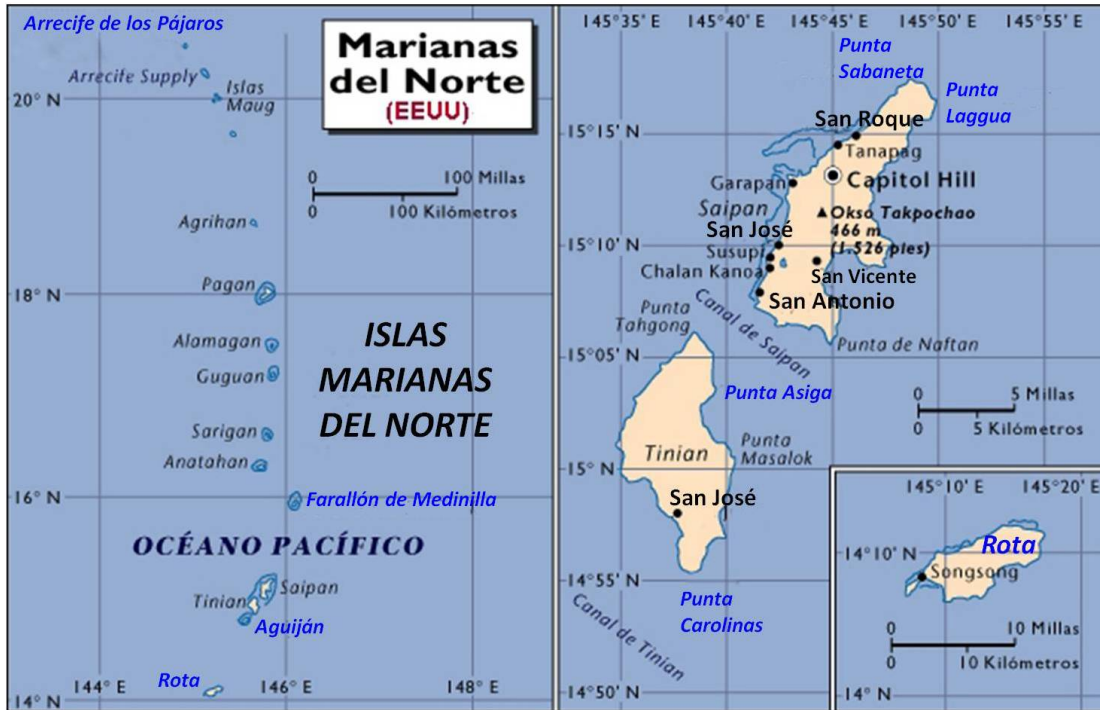 Arrecife de los Pájaros
Arrecife Supply
Islas
Maug
20° N
Marianas
del Norte
(EEUU)
0 100 Millas
0 100 Kilómetros
Agrihan
Pagan
18° N
Alamagan
Guguan
ISLAS
MARIANAS
DEL NORTE
Sarigan
Anatahan
16° N
Farallón de Medinilla
OCÉANO PACÍFICO
Saipan
Tinian
Aguiján
Rota
144° E
146° E
148° E
14° N
145°35' E
145°40' E
145°45' E
145°50' E
145°55' E
Punta
Sabaneta
Punta
Laggua
15°15' N
San Roque
Tanapag
Garapan
Capitol Hill
Saipan
Okso Takpochao
466 m
(1 526 pies)
San José
15°10' N
Susupi
Chalan Kanoa
San Vicente
San Antonio
Punta
Tahgong
Canal de Saipan
Punta de Naftan
15°05' N
Punta Asiga
0 5 Millas
0 5 Kilómetros
Tinian
Punta
Masalok
15° N
San José
14°55' N
Punta
Carolinas
Canal de Tinian
14°50' N
145°10' E
145°20' E
14°10' N
Rota
Songsong
0 10 Millas
0 10 Kilómetros
14° N